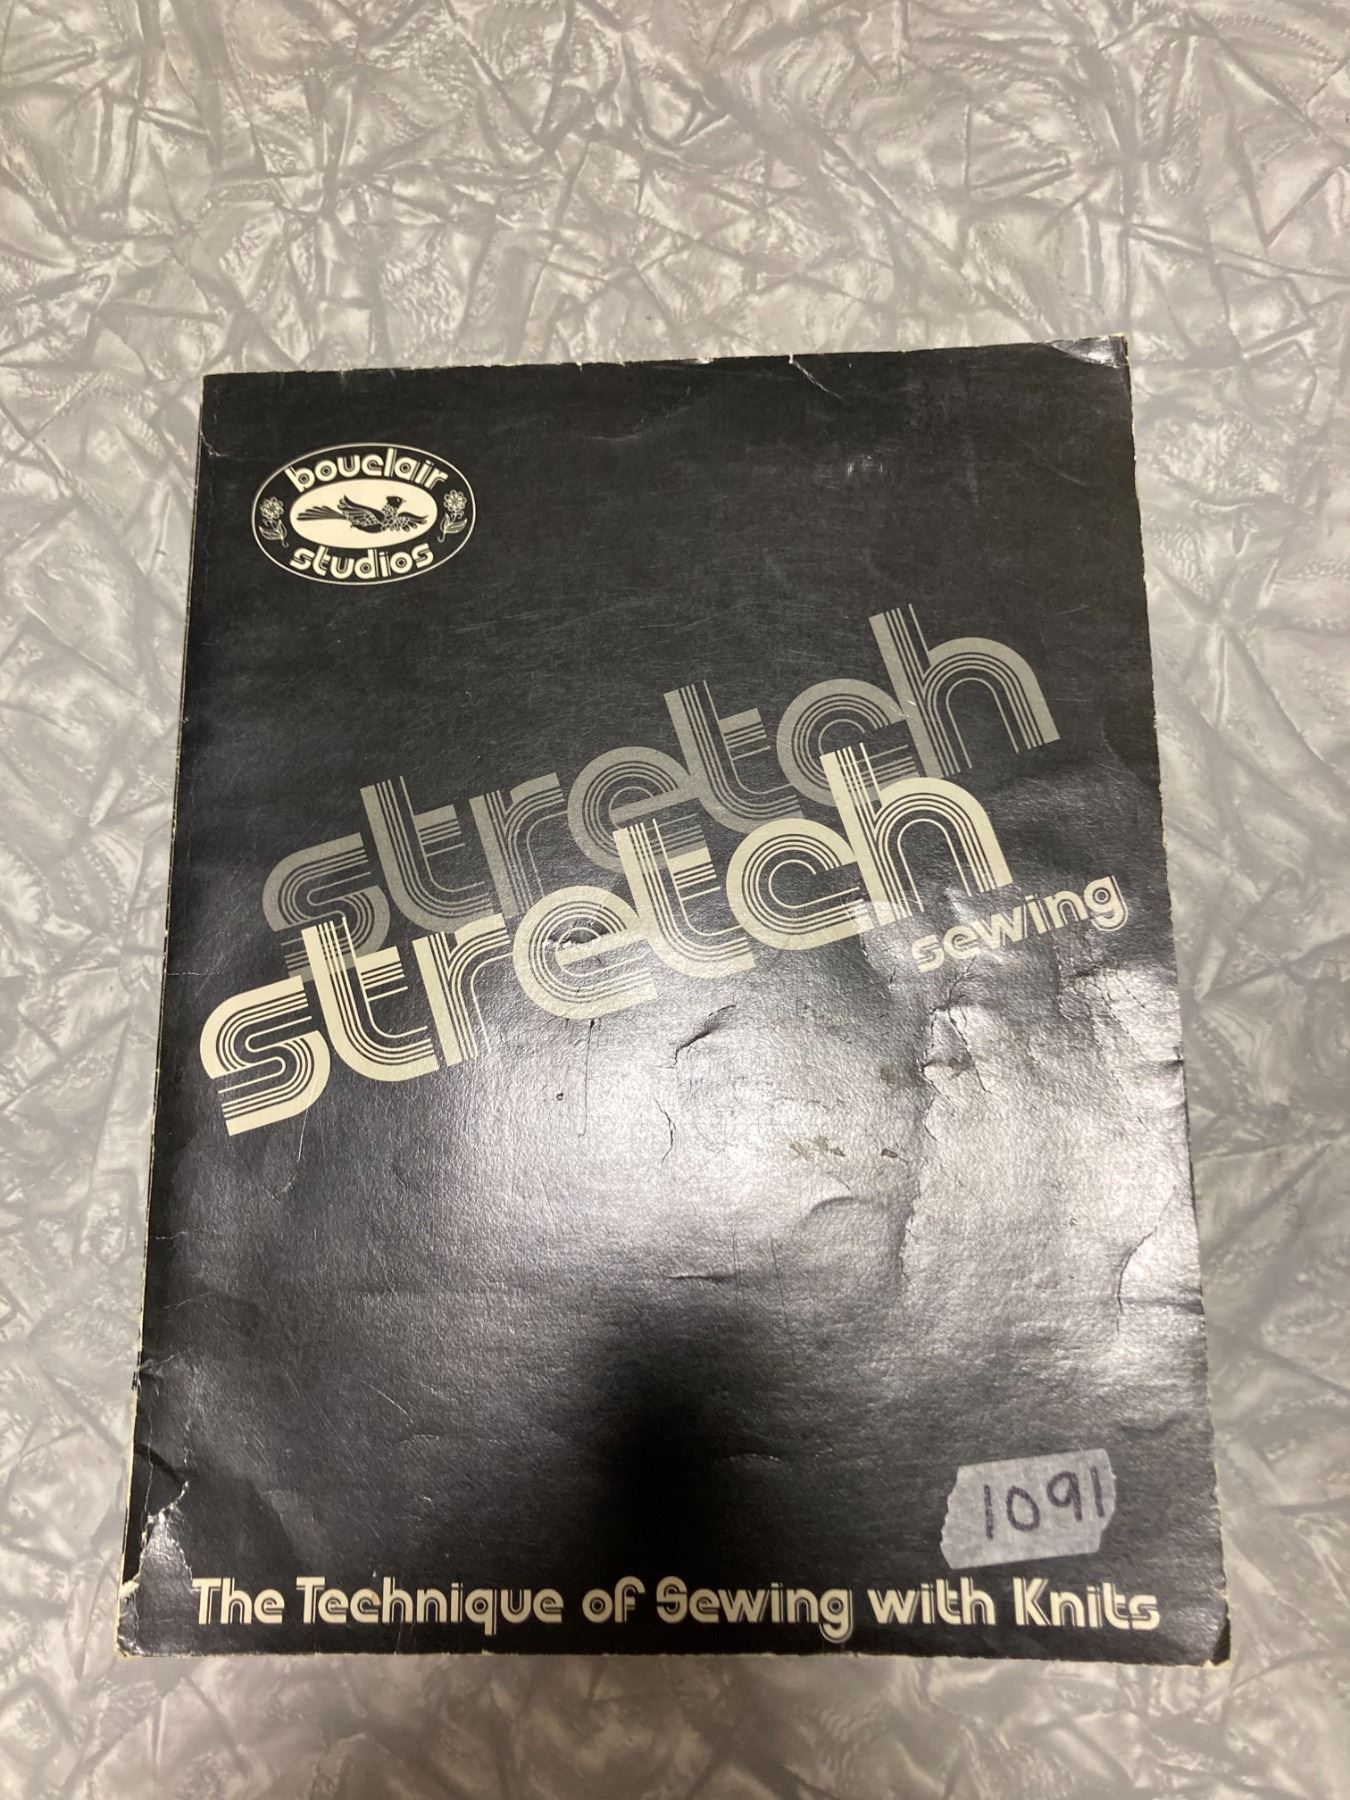 bouclair
studios
stretch
stretch
sewing
1091
The Technique of Sewing with Knits